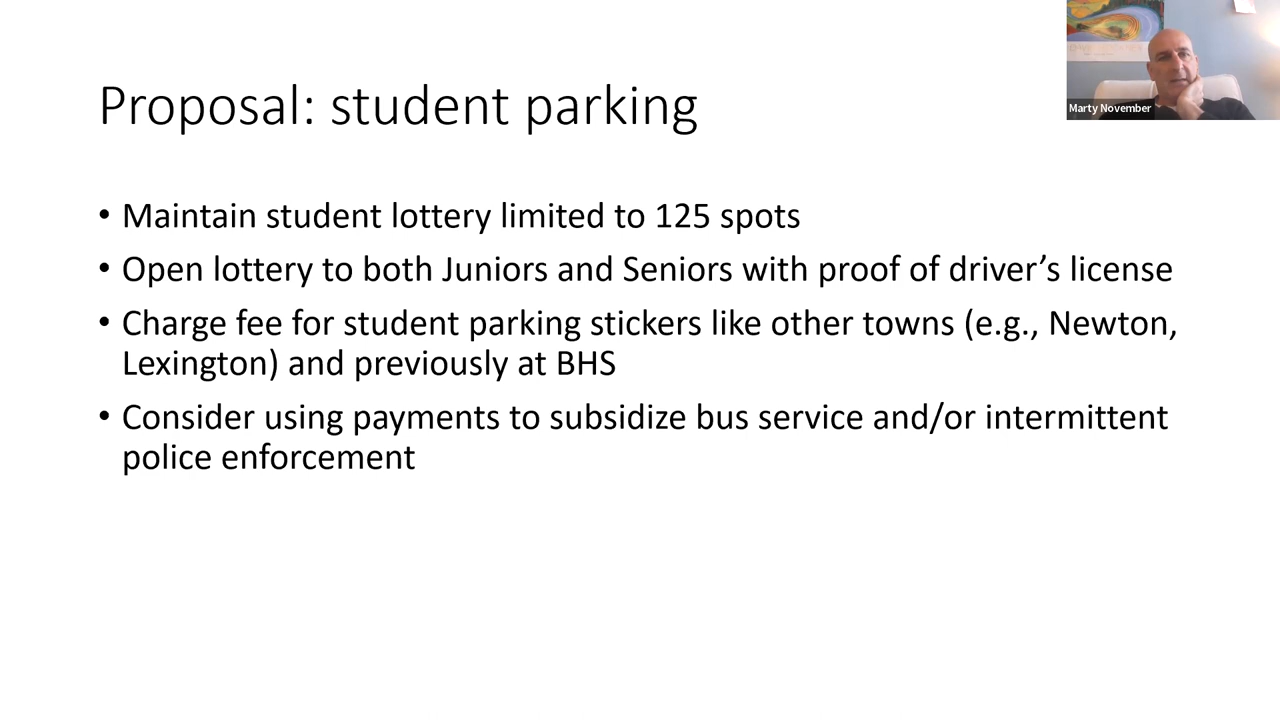 Proposal: student parking
Marty November
• Maintain student lottery limited to 125 spots
• Open lottery to both Juniors and Seniors with proof of driver’s license
• Charge fee for student parking stickers like other towns (e.g., Newton,
Lexington) and previously at BHS
• Consider using payments to subsidize bus service and/or intermittent
police enforcement